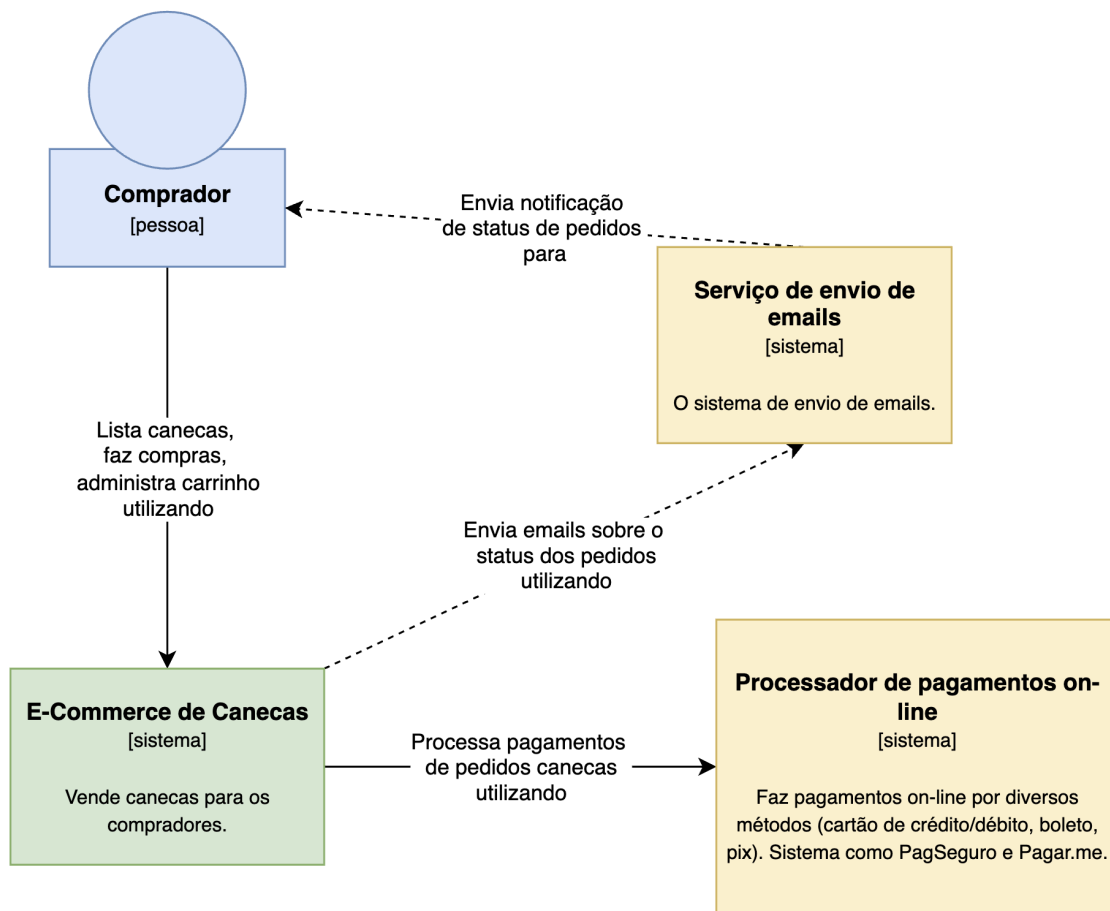 Comprador
[pessoa]
Envia notificação
de status de pedidos
para
Serviço de envio de
emails
[sistema]
O sistema de envio de emails.
Lista canecas,
faz compras,
administra carrinho
utilizando
Envia emails sobre o
status dos pedidos
utilizando
E-Commerce de Canecas
[sistema]
Vende canecas para os
compradores.
Processa pagamentos
de pedidos canecas
utilizando
Processador de pagamentos on-
line
[sistema]
Faz pagamentos on-line por diversos
métodos (cartão de crédito/débito, boleto,
pix). Sistema como PagSeguro e Pagar.me.